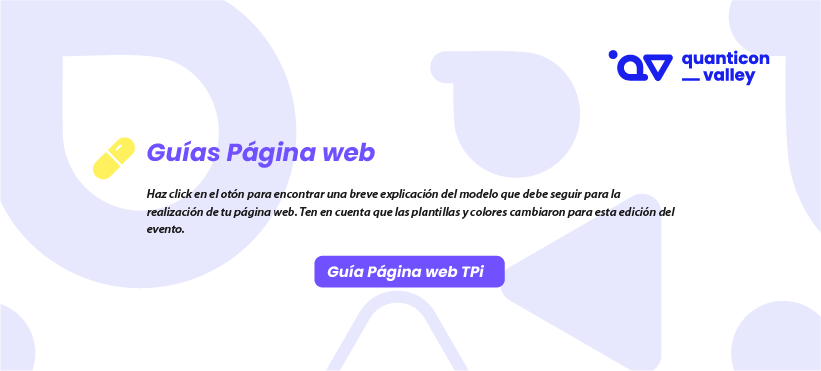 quanticon
__ valley
Guías Página web
Haz click en el otón para encontrar una breve explicación del modelo que debe seguir para la
realización de tu página web. Ten en cuenta que las plantillas y colores cambiaron para esta edición del
evento.
Guía Página web TPi